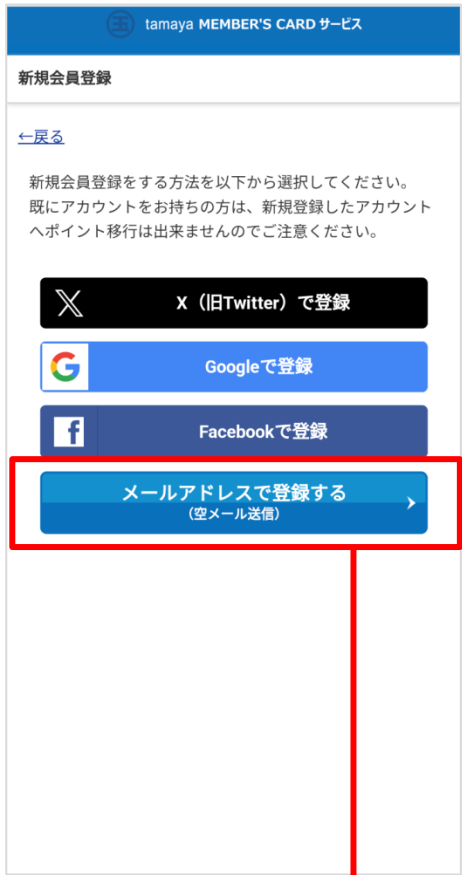 玉 tamaya MEMBER'S CARD サービス
新規会員登録
←戻る
新規会員登録をする方法を以下から選択してください。
既にアカウントをお持ちの方は、新規登録したアカウント
へポイント移行は出来ませんのでご注意ください。
X（旧Twitter）で登録
Googleで登録
Facebookで登録
メールアドレスで登録する
（空メール送信）